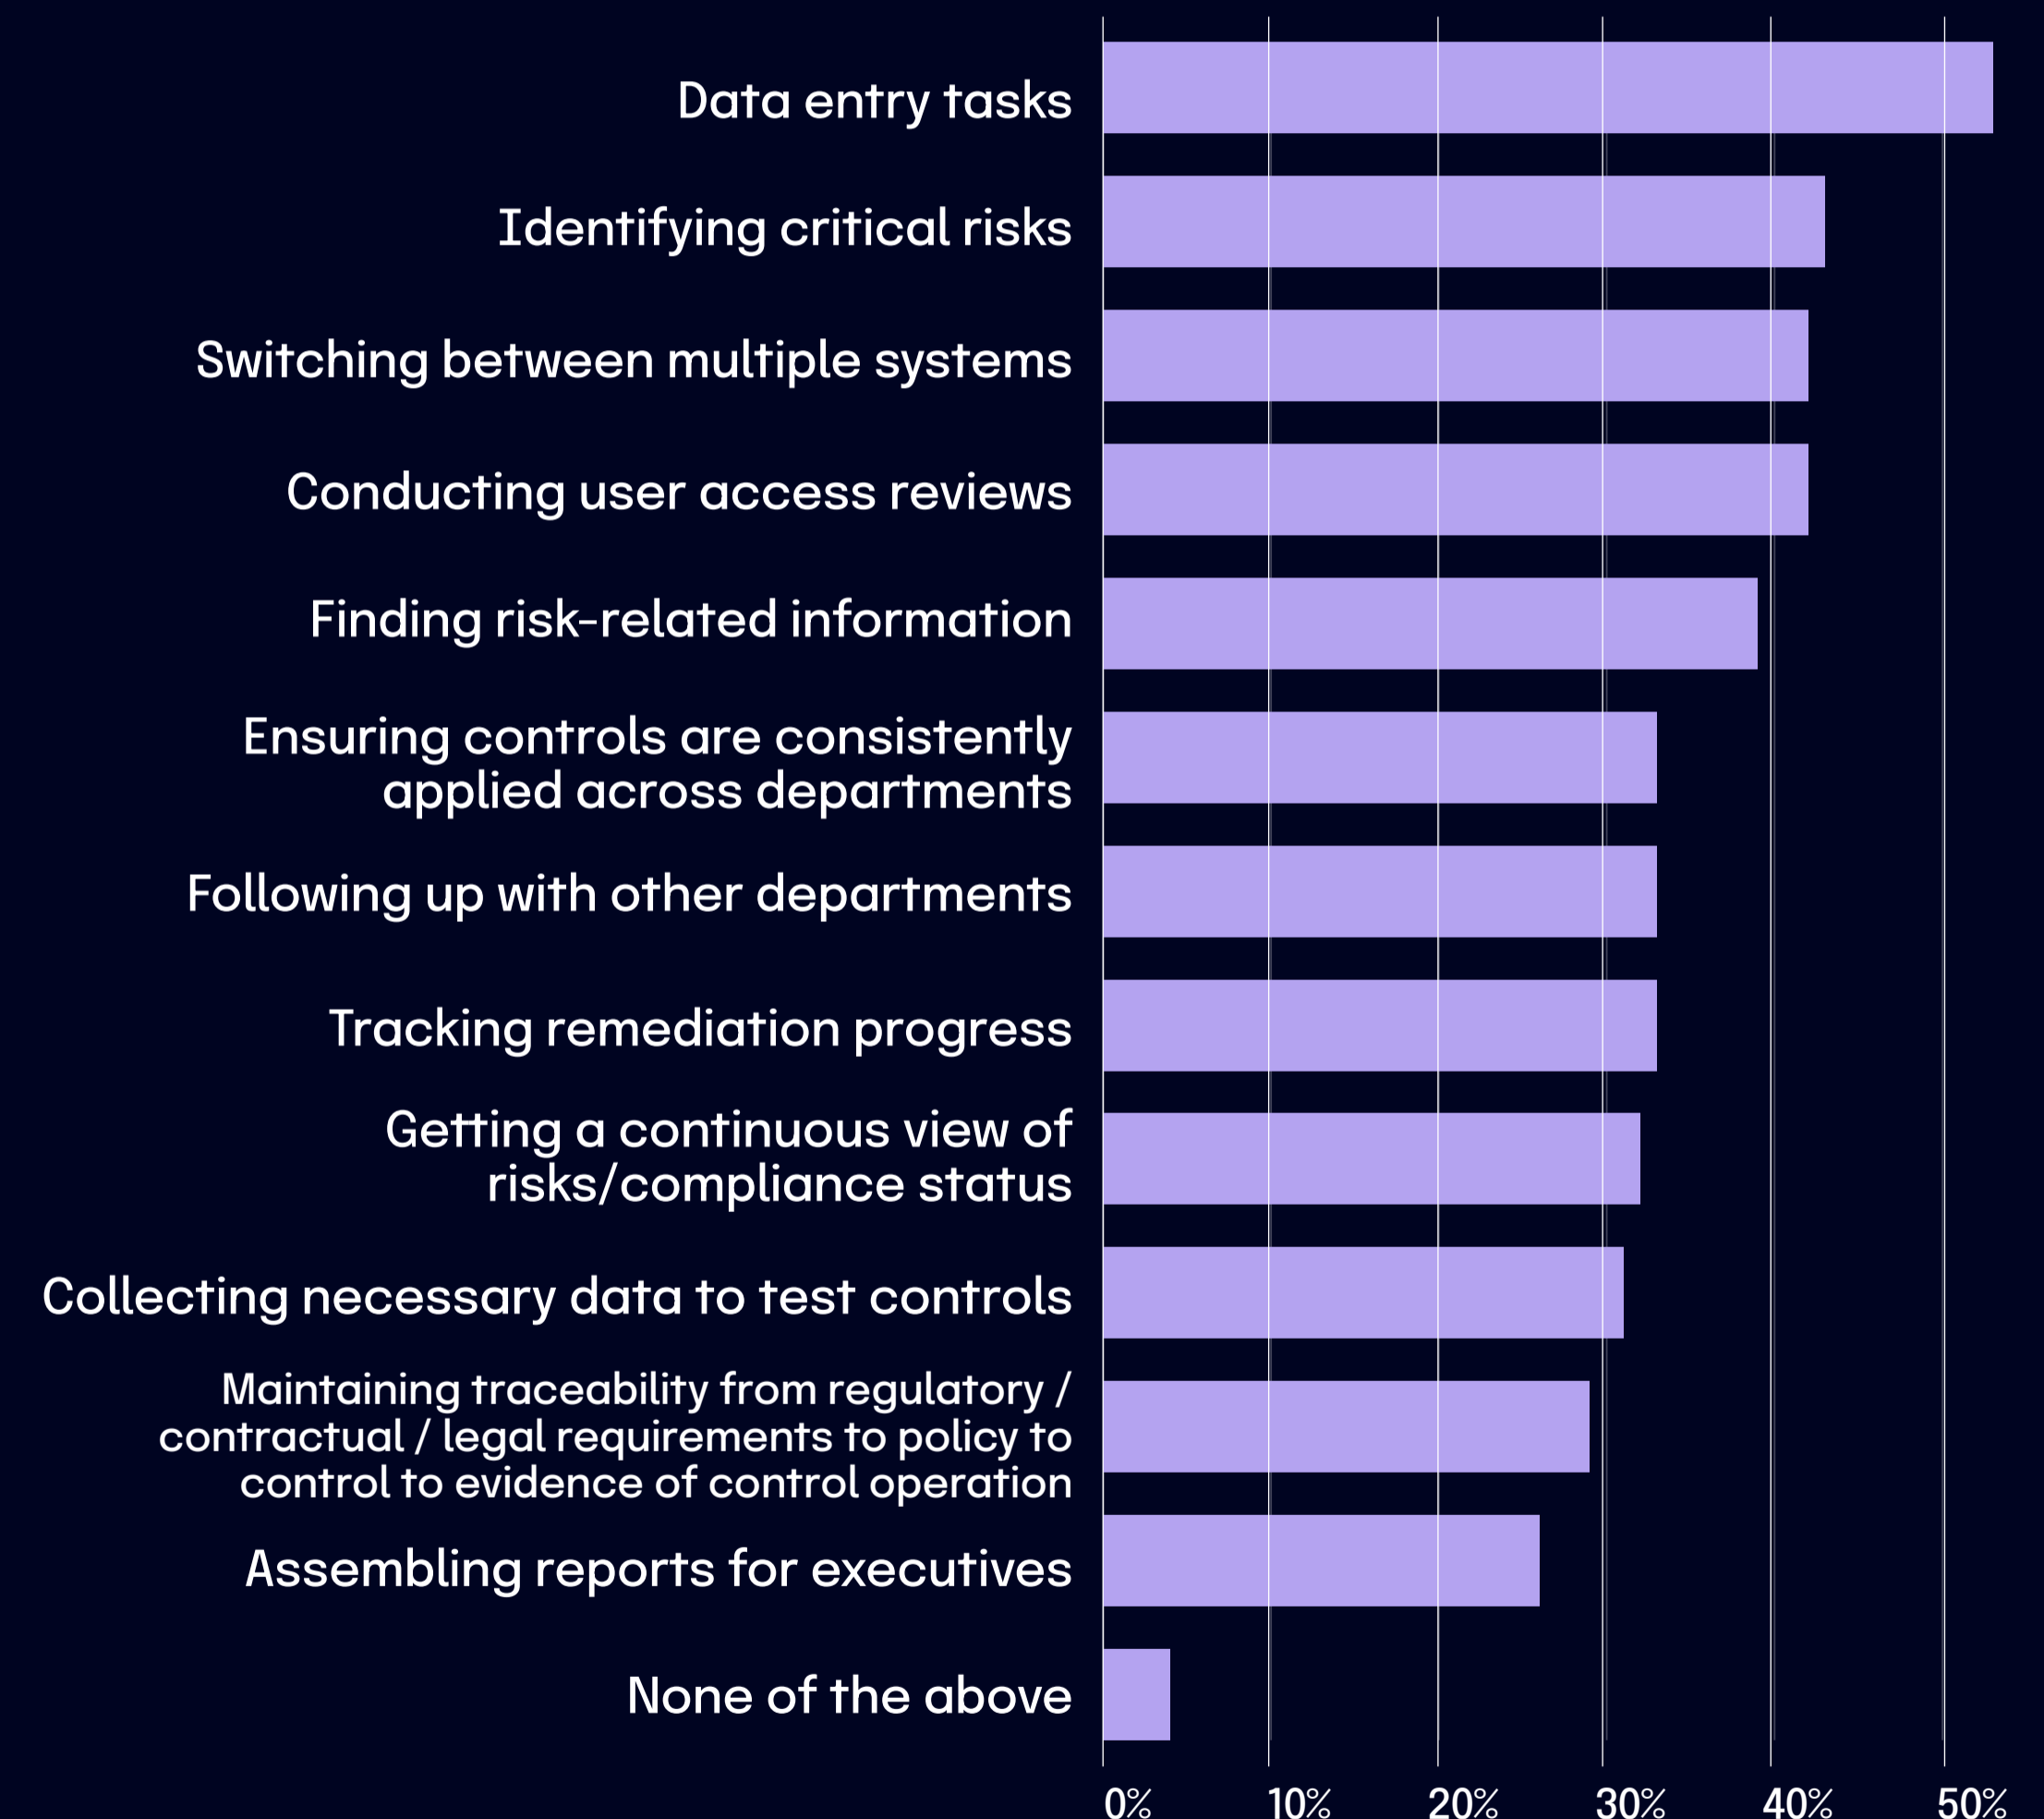 Data entry tasks
Identifying critical risks
Switching between multiple systems
Conducting user access reviews
Finding risk-related information
Ensuring controls are consistently
applied across departments
Following up with other departments
Tracking remediation progress
Getting a continuous view of
risks/compliance status
Collecting necessary data to test controls
Maintaining traceability from regulatory /
contractual / legal requirements to policy to
control to evidence of control operation
Assembling reports for executives
None of the above
0% 10% 20% 30% 40% 50%